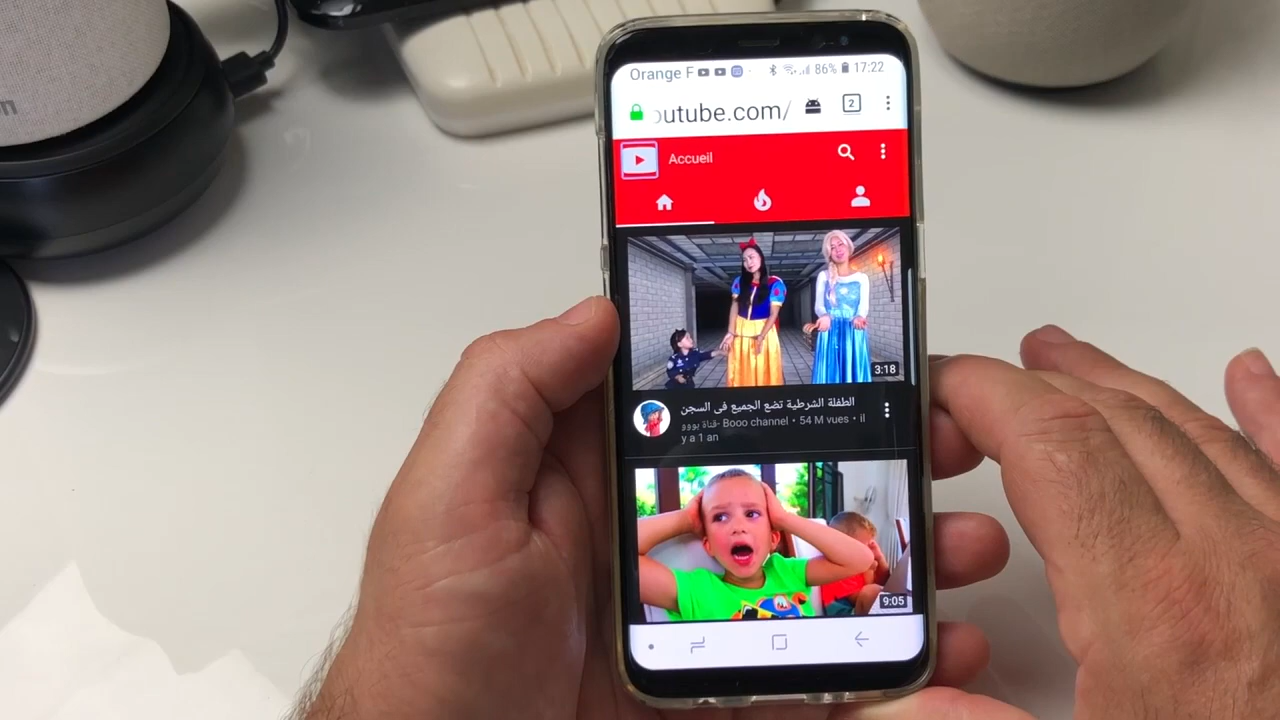 Orange F 86% 17:22
outube.com/ 2
Accueil
3:18
الطفلة الشرطية تضع الجميع فى السجن
قناة بووو- Booo channel • 54 M vues • il
y a 1 an
9:05